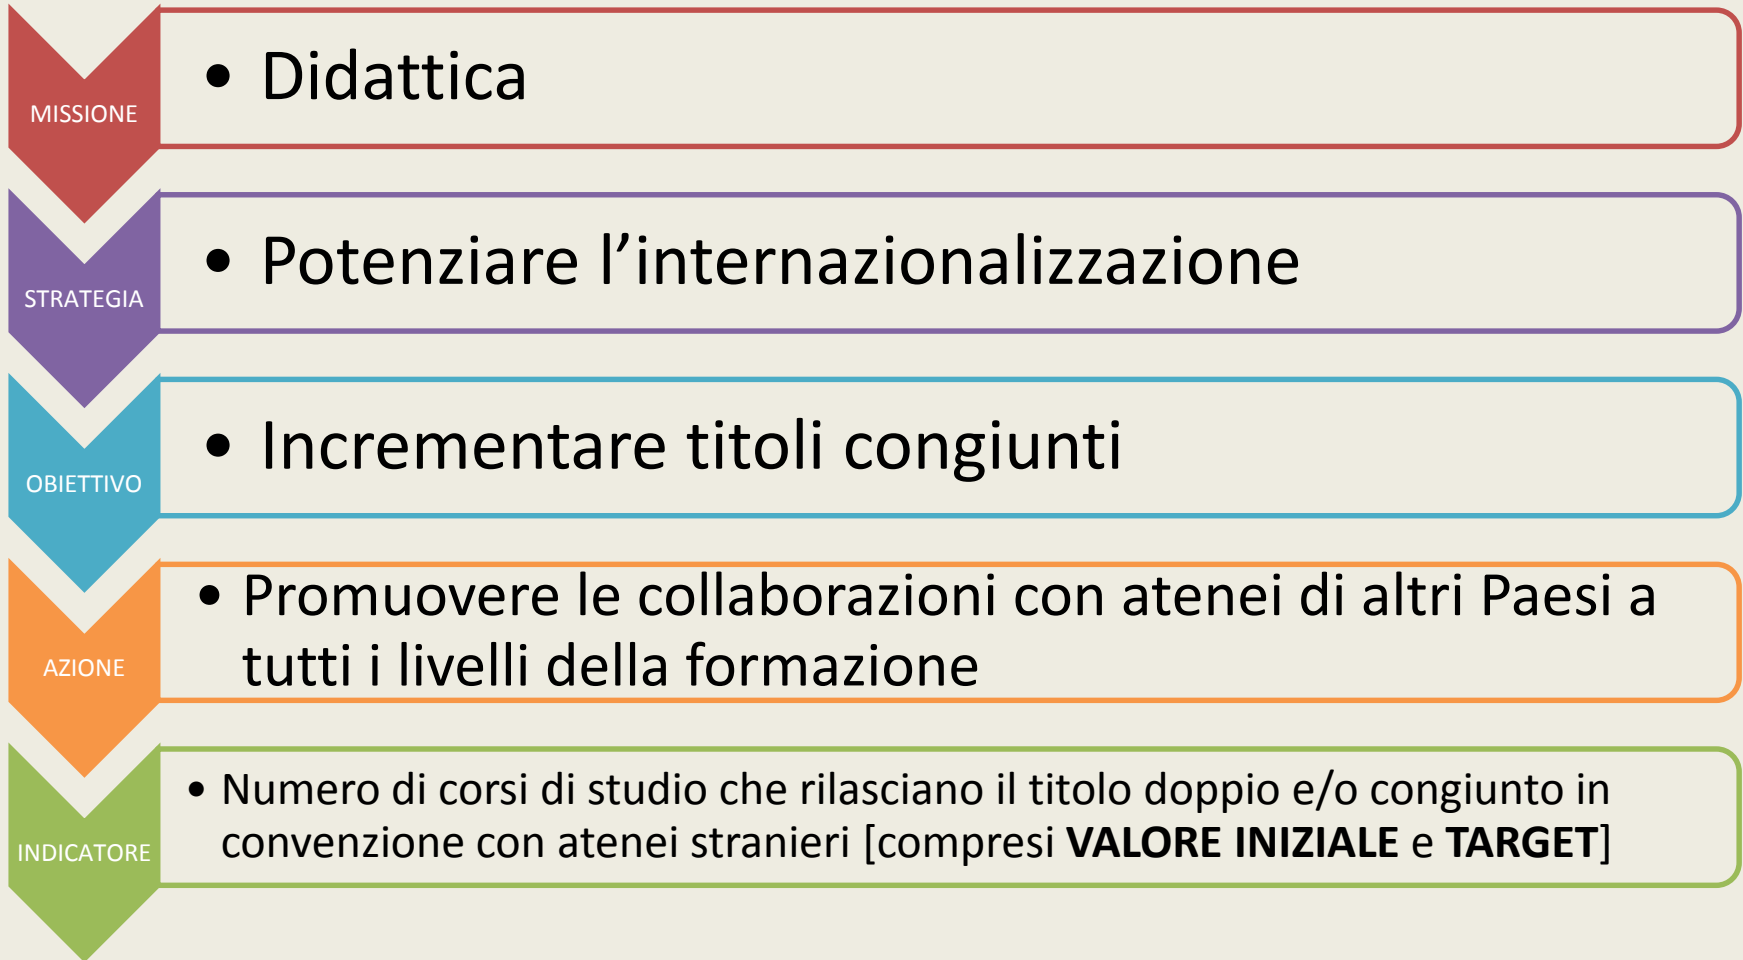 MISSIONE
• Didattica
STRATEGIA
• Potenziare l’internazionalizzazione
OBIETTIVO
• Incrementare titoli congiunti
AZIONE
• Promuovere le collaborazioni con atenei di altri Paesi a
tutti i livelli della formazione
INDICATORE
• Numero di corsi di studio che rilasciano il titolo doppio e/o congiunto in
convenzione con atenei stranieri [compresi VALORE INIZIALE e TARGET]